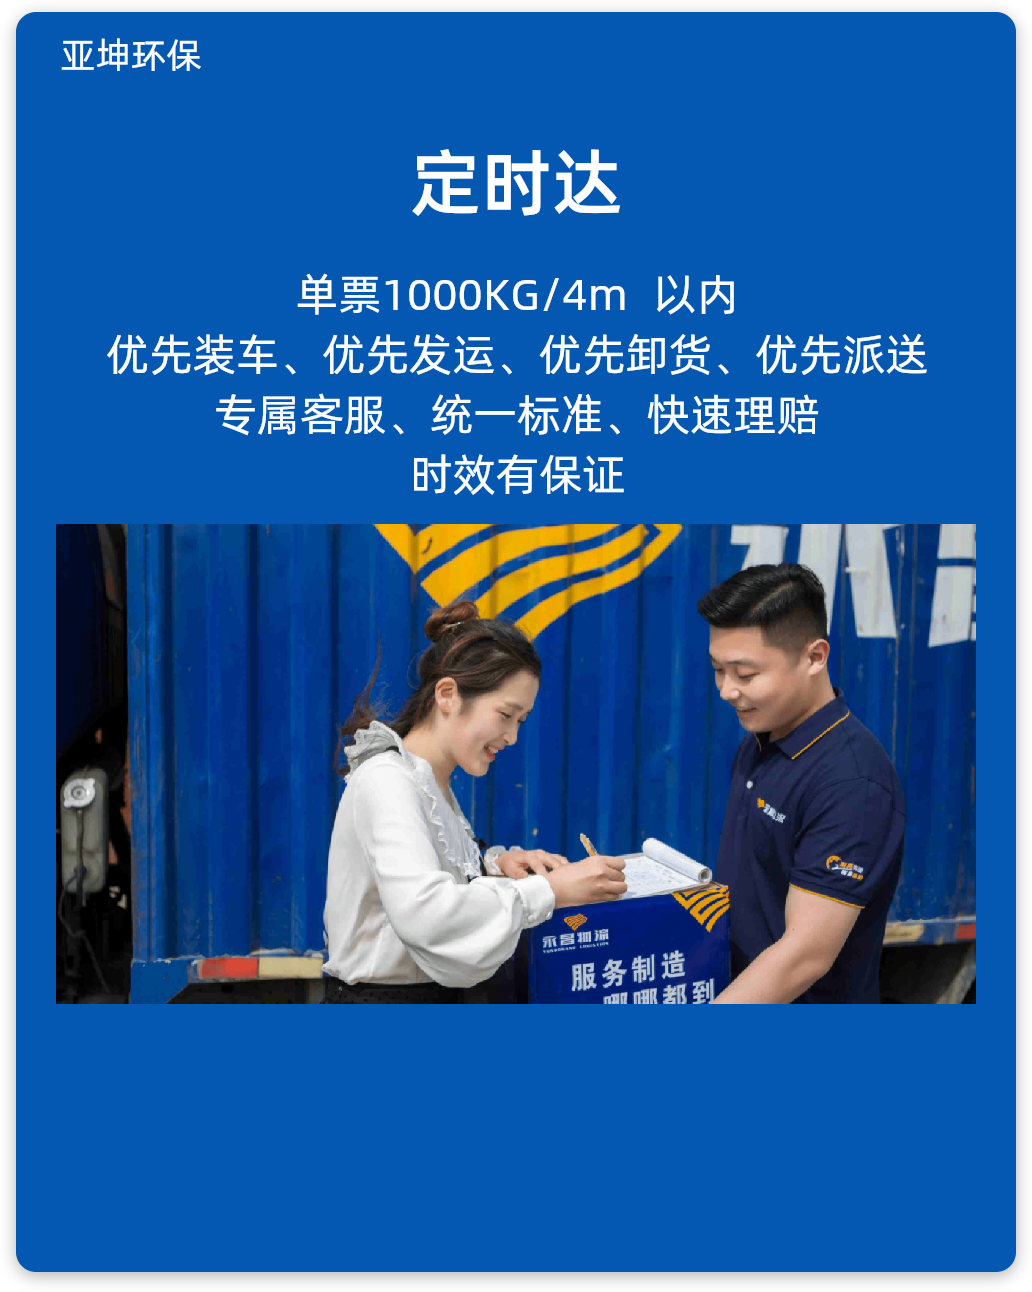 亚坤环保
定时达
单票1000KG/4m 以内
优先装车、优先发运、优先卸货、优先派送
专属客服、统一标准、快速理赔
时效有保证
永昌物流
服务制造
哪哪都到